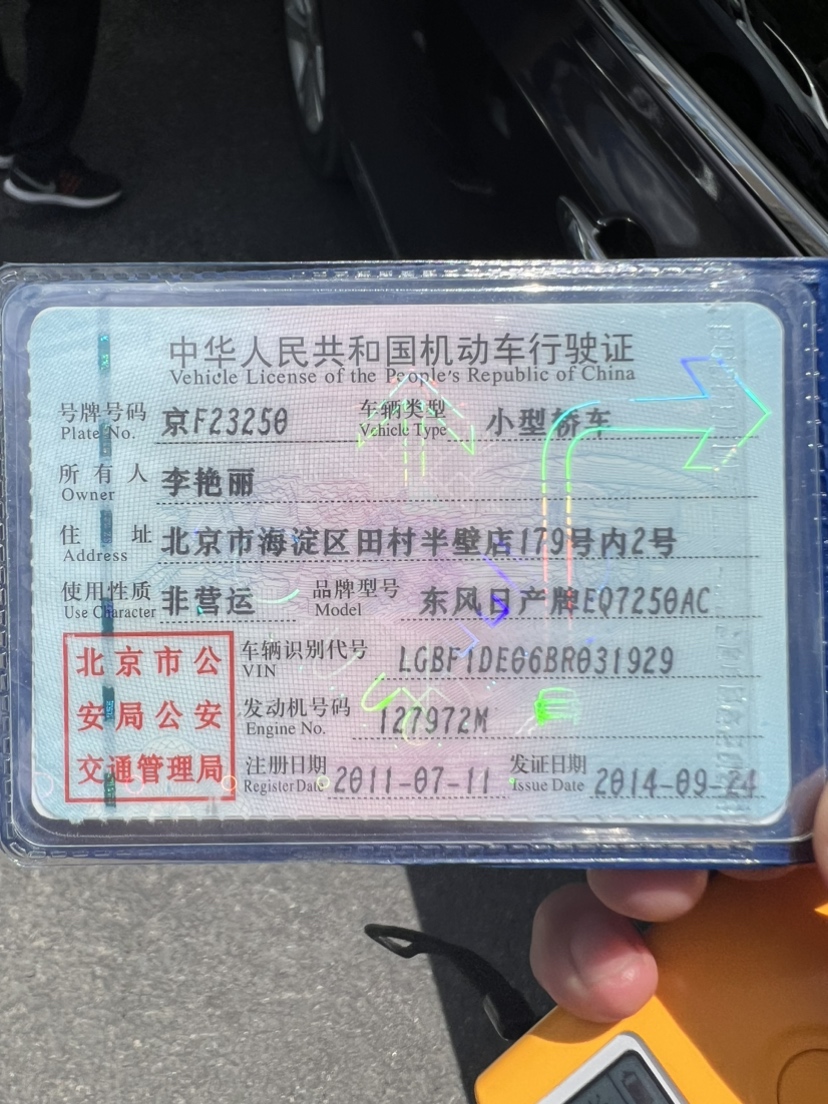 中华人民共和国机动车行驶证
Vehicle License of the People's Republic of China
号牌号码 京F23250 车辆类型 小型轿车
Plate No. Vehicle Type
所有人 李艳丽
Owner
住址 北京市海淀区田村半壁店179号内2号
Address
使用性质 非营运 品牌型号 东风日产牌EQ7250AC
Use Character Model
北京市公安局公安交通管理局
车辆识别代号 LGBF1DE06BR031929
VIN
发动机号码 127972M
Engine No.
注册日期 2011-07-11 发证日期 2014-09-24
Register Date Issue Date